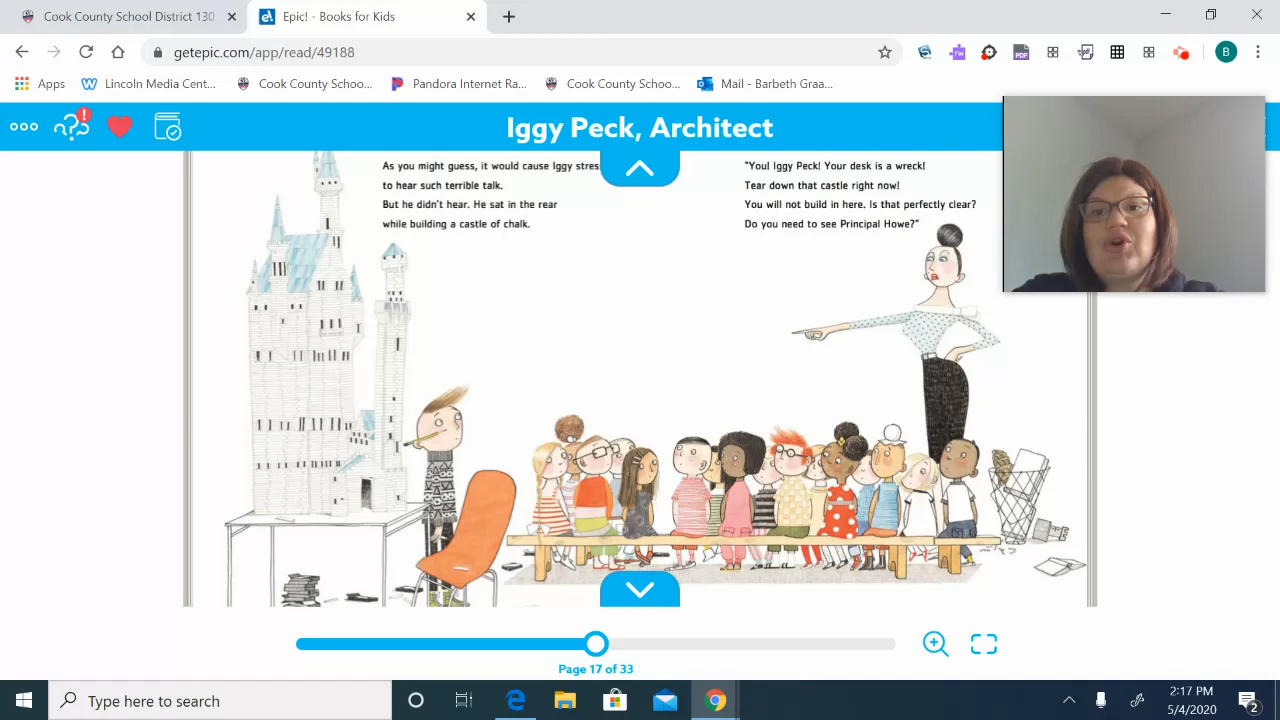 Cook County School District 130
Epic! - Books for Kids
getepic.com/app/read/49188
B
Apps
Lincoln Media Cent...
Cook County Schoo...
Pandora Internet Ra...
Cook County Schoo...
Mail - Barbeth Graa...
Iggy Peck, Architect
As you might guess, it would cause Iggy stres
to hear such terrible talk.
But he didn't hear. He sat in the rear
while building a castle of chalk.
"You! Iggy Peck! Your desk is a wreck!
Tear down that castle right now!
You will not build in here. Is that perfectly clear?
Do you need to see Principal Howe?"
Page 17 of 33
Type here to search
2:17 PM
5/4/2020
2